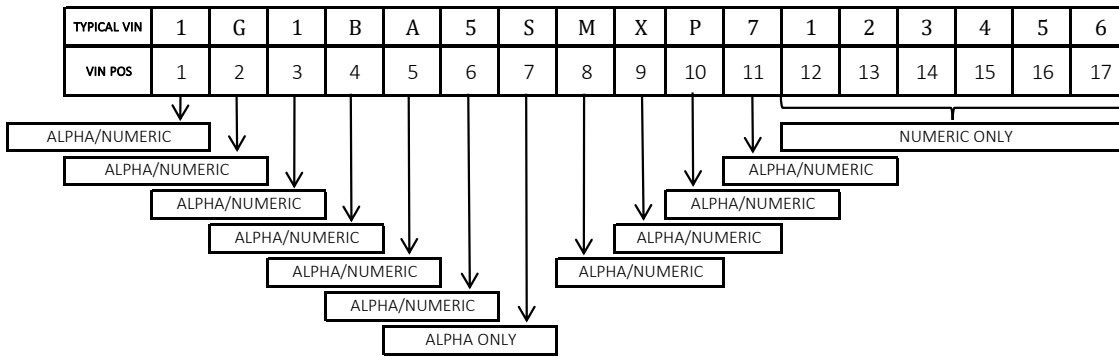 TYPICAL VIN 1 G 1 B A 5 S M X P 7 1 2 3 4 5 6
VIN POS 1 2 3 4 5 6 7 8 9 10 11 12 13 14 15 16 17
ALPHA/NUMERIC NUMERIC ONLY
ALPHA/NUMERIC ALPHA/NUMERIC
ALPHA/NUMERIC ALPHA/NUMERIC
ALPHA/NUMERIC ALPHA/NUMERIC
ALPHA/NUMERIC ALPHA/NUMERIC
ALPHA/NUMERIC
ALPHA ONLY